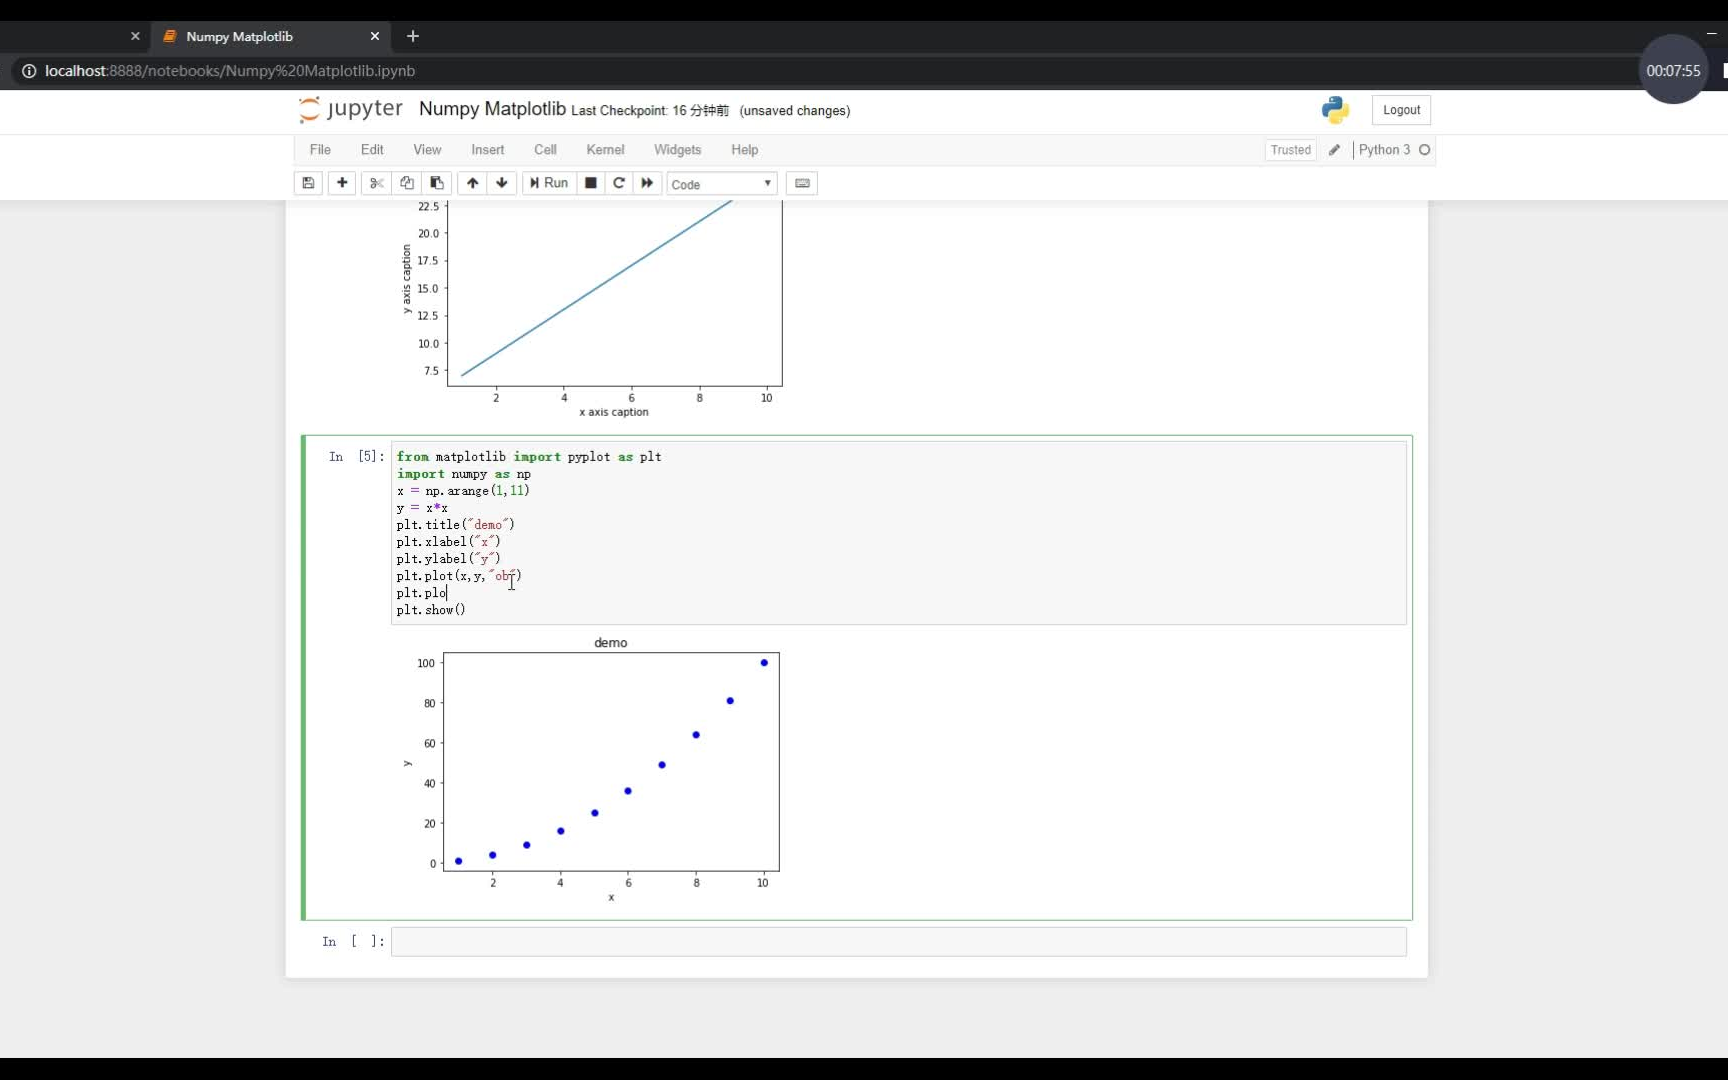 Numpy Matplotlib
localhost:8888/notebooks/Numpy%20Matplotlib.ipynb
00:07:55
jupyter Numpy Matplotlib Last Checkpoint: 16 分钟前 (unsaved changes)
Logout
File Edit View Insert Cell Kernel Widgets Help
Trusted Python 3
Run Code
22.5
20.0
17.5
15.0
12.5
10.0
7.5
y axis caption
2 4 6 8 10
x axis caption
In [5]:
from matplotlib import pyplot as plt
import numpy as np
x = np.arange(1,11)
y = x*x
plt.title("demo")
plt.xlabel("x")
plt.ylabel("y")
plt.plot(x,y,"ob")
plt.plo
plt.show()
demo
100
80
60
40
20
0
y
2 4 6 8 10
x
In [ ]: